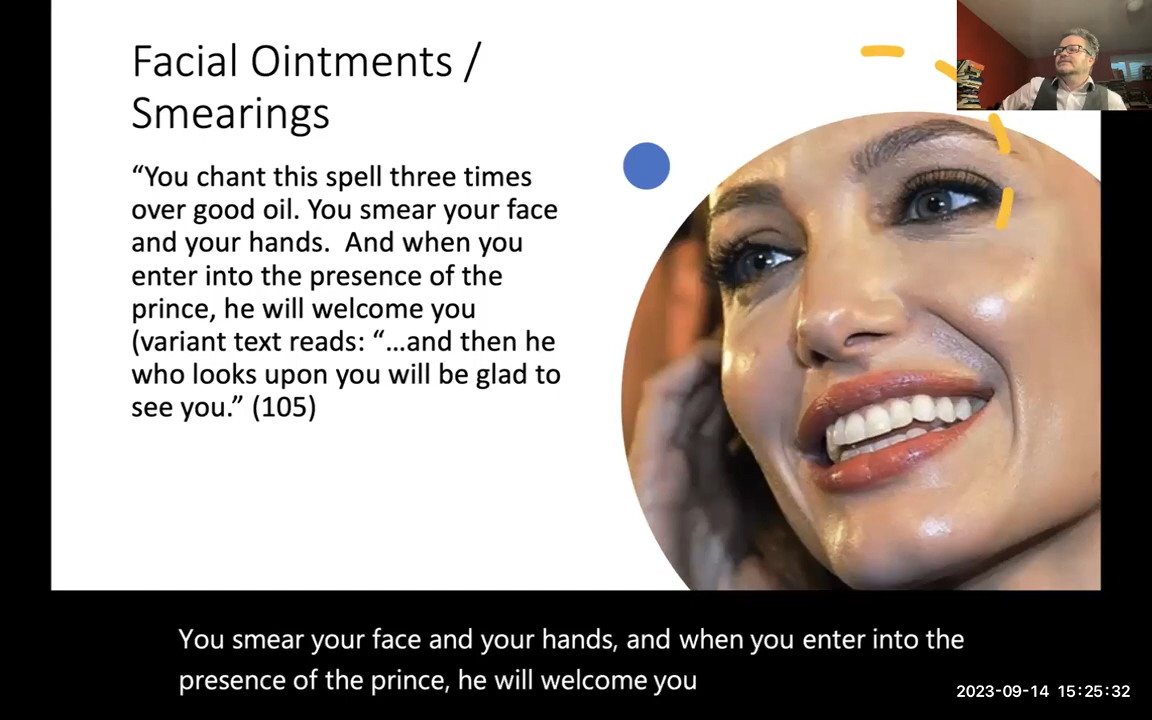 Facial Ointments /
Smearings
“You chant this spell three times
over good oil. You smear your face
and your hands.  And when you
enter into the presence of the
prince, he will welcome you
(variant text reads: “…and then he
who looks upon you will be glad to
see you.” (105)
You smear your face and your hands, and when you enter into the
presence of the prince, he will welcome you
2023-09-14 15:25:32